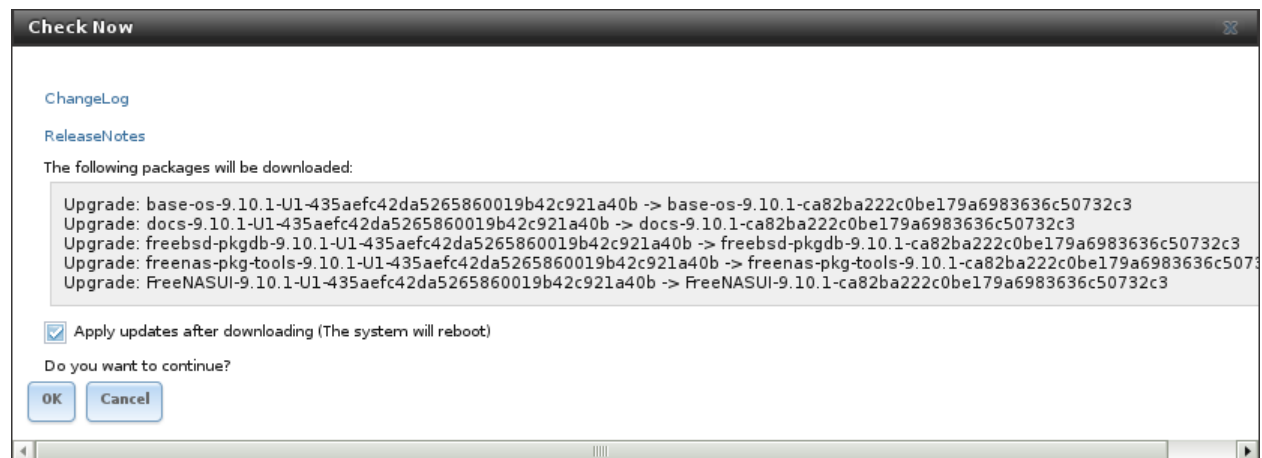 Check Now
ChangeLog
ReleaseNotes
The following packages will be downloaded:
Upgrade: base-os-9.10.1-U1-435aefc42da5265860019b42c921a40b -> base-os-9.10.1-ca82ba222c0be179a6983636c50732c3
Upgrade: docs-9.10.1-U1-435aefc42da5265860019b42c921a40b -> docs-9.10.1-ca82ba222c0be179a6983636c50732c3
Upgrade: freebsd-pkgdb-9.10.1-U1-435aefc42da5265860019b42c921a40b -> freebsd-pkgdb-9.10.1-ca82ba222c0be179a6983636c50732c3
Upgrade: freenas-pkg-tools-9.10.1-U1-435aefc42da5265860019b42c921a40b -> freenas-pkg-tools-9.10.1-ca82ba222c0be179a6983636c5073
Upgrade: FreeNASUI-9.10.1-U1-435aefc42da5265860019b42c921a40b -> FreeNASUI-9.10.1-ca82ba222c0be179a6983636c50732c3
Apply updates after downloading (The system will reboot)
Do you want to continue?
OK Cancel